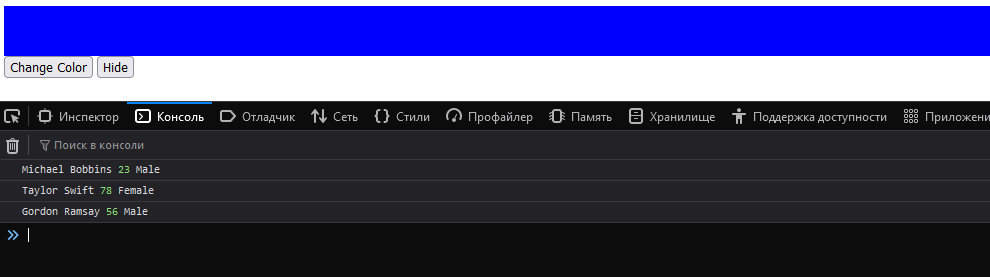 Change Color Hide
Инспектор Консоль Отладчик Сеть Стили Профайлер Память Хранилище Поддержка доступности Приложени
Поиск в консоли
Michael Bobbins 23 Male
Taylor Swift 78 Female
Gordon Ramsay 56 Male